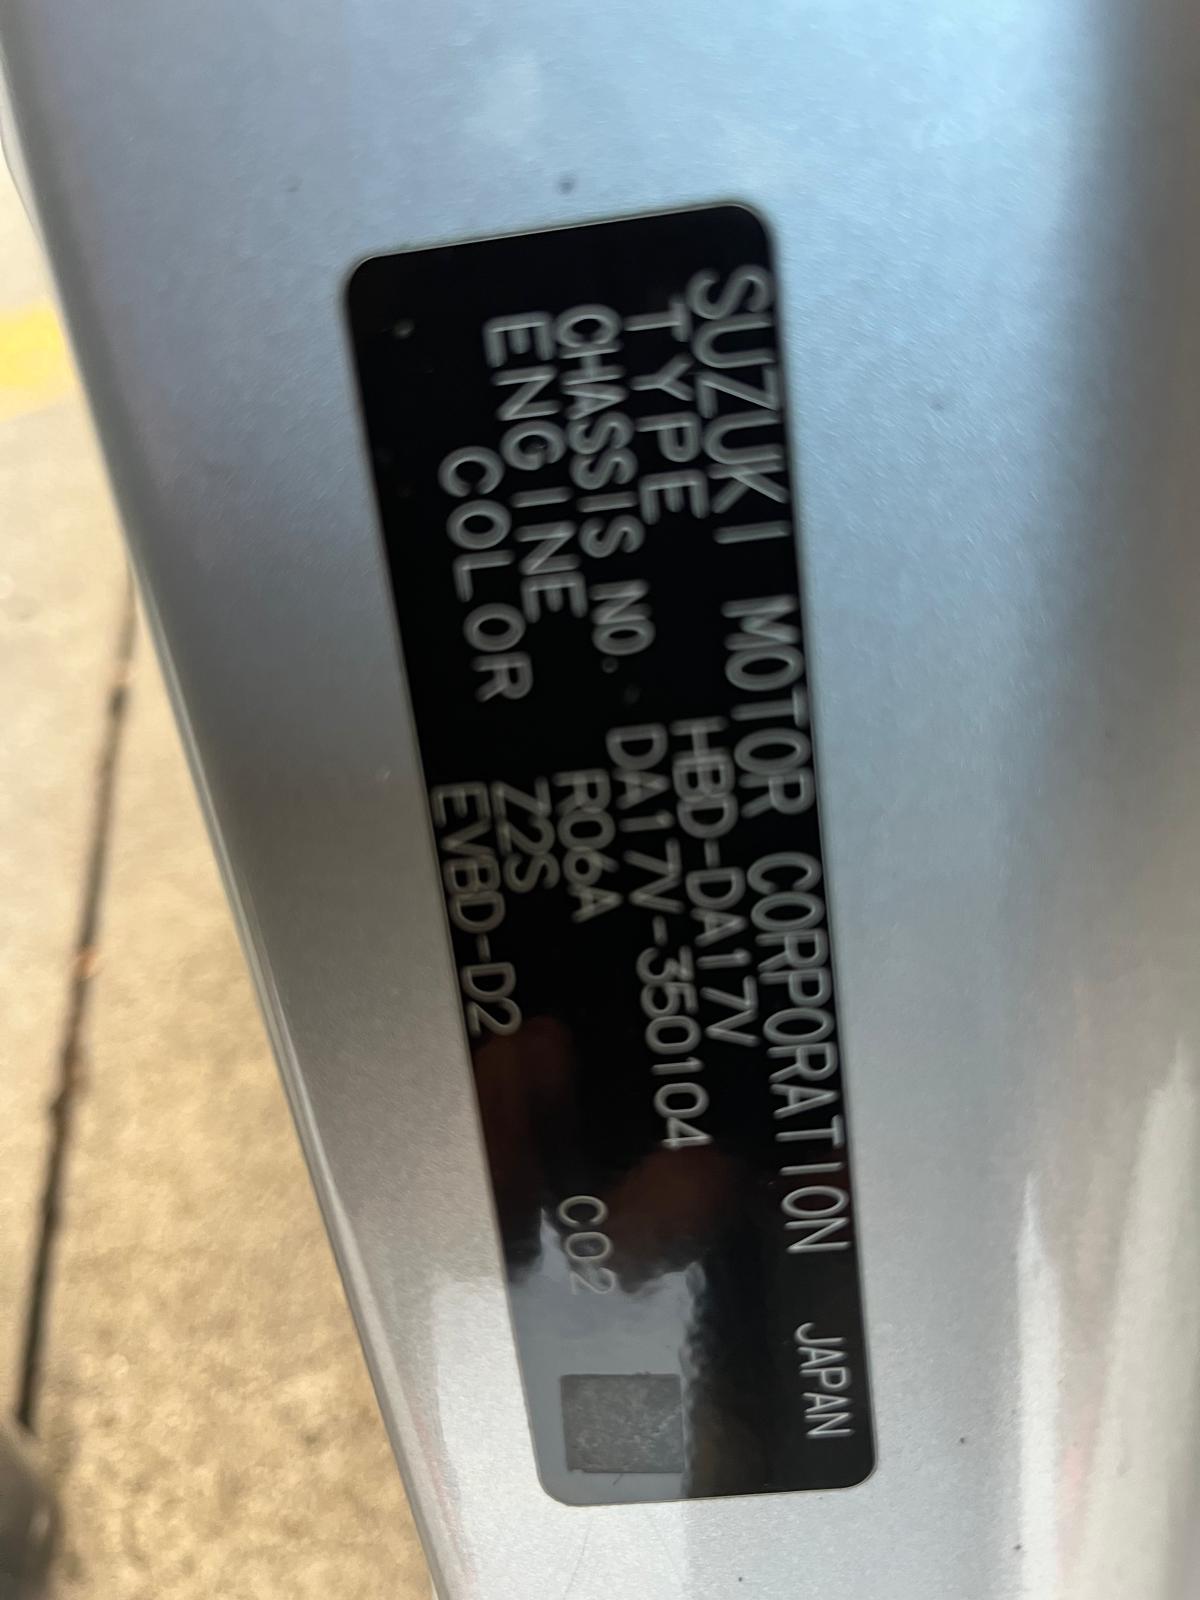 SUZUKI MOTOR CORPORATION JAPAN
TYPE HBD-DA17V
CHASSIS NO. DA17V-350104
ENGINE R06A
COLOR Z2S C02
EVBD-D2